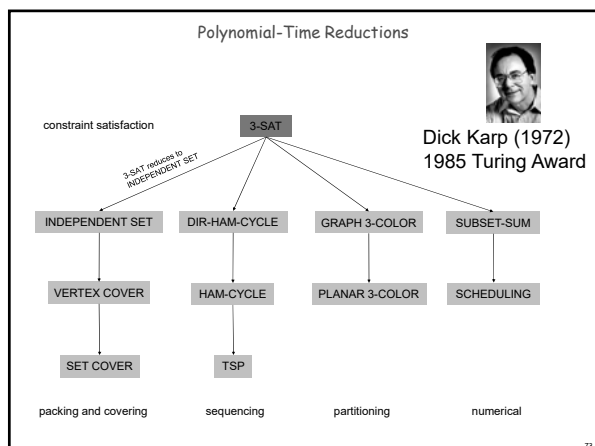 Polynomial-Time Reductions
constraint satisfaction
3-SAT
Dick Karp (1972)
1985 Turing Award
3-SAT reduces to
INDEPENDENT SET
INDEPENDENT SET
DIR-HAM-CYCLE
GRAPH 3-COLOR
SUBSET-SUM
VERTEX COVER
HAM-CYCLE
PLANAR 3-COLOR
SCHEDULING
SET COVER
TSP
packing and covering
sequencing
partitioning
numerical
73